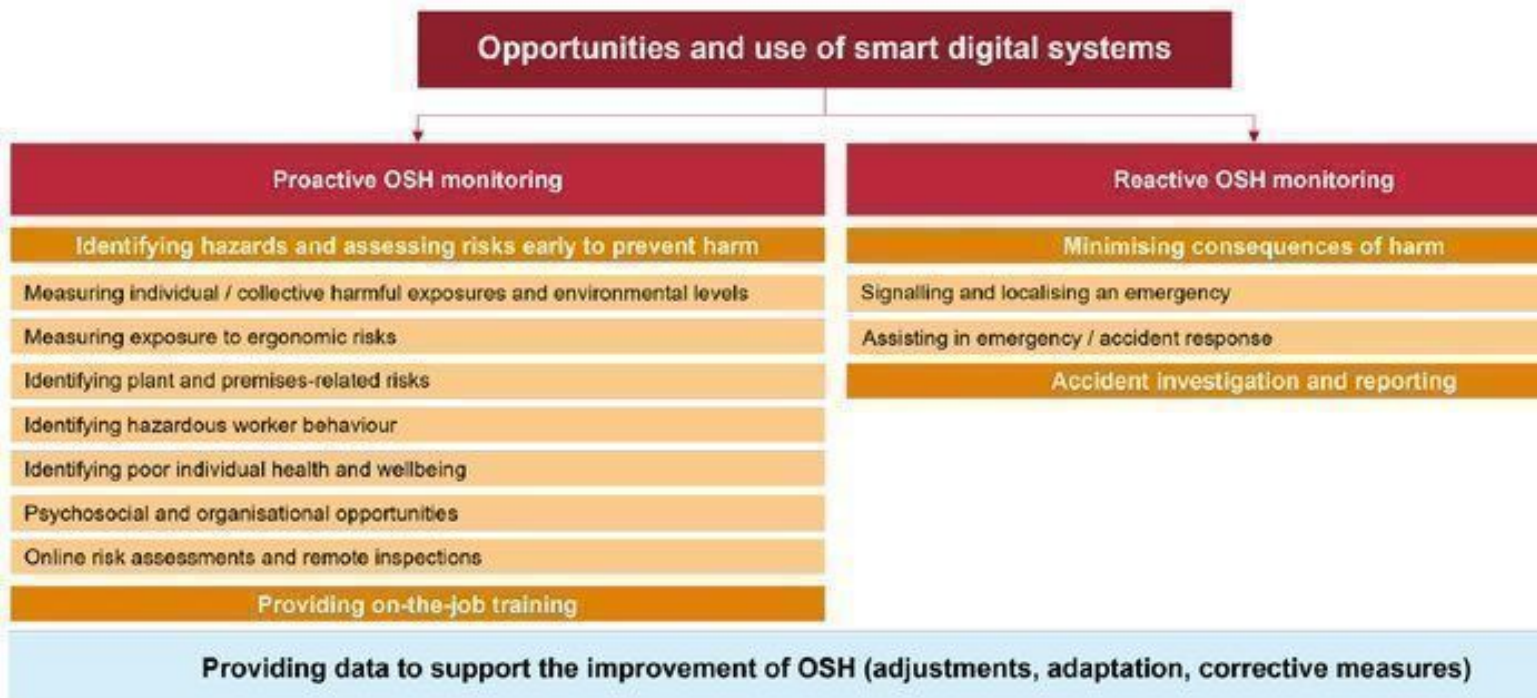 Opportunities and use of smart digital systems
Proactive OSH monitoring
Identifying hazards and assessing risks early to prevent harm
Measuring individual / collective harmful exposures and environmental levels
Measuring exposure to ergonomic risks
Identifying plant and premises-related risks
Identifying hazardous worker behaviour
Identifying poor individual health and wellbeing
Psychosocial and organisational opportunities
Online risk assessments and remote inspections
Providing on-the-job training
Reactive OSH monitoring
Minimising consequences of harm
Signalling and localising an emergency
Assisting in emergency / accident response
Accident investigation and reporting
Providing data to support the improvement of OSH (adjustments, adaptation, corrective measures)